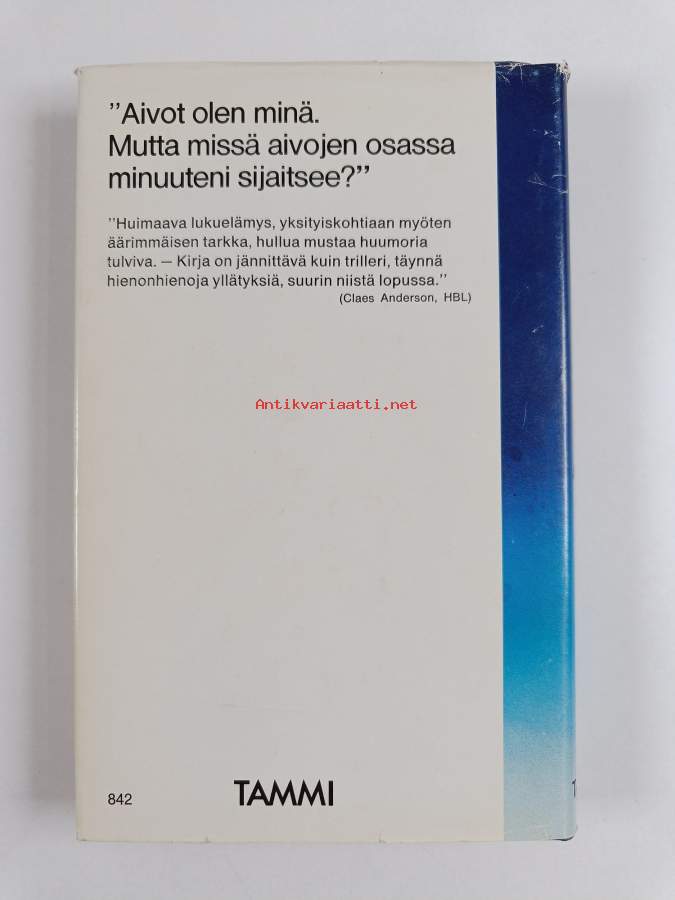 "Aivot olen minä.
Mutta missä aivojen osassa
minuuteni sijaitsee?"
"Huimaava lukuelämys, yksityiskohtiaan myöten
äärimmäisen tarkka, hullua mustaa huumoria
tulviva. — Kirja on jännittävä kuin trilleri, täynnä
hienonhienoja yllätyksiä, suurin niistä lopussa."
(Claes Anderson, HBL)
Antikvariaatti.net
842
TAMMI
T